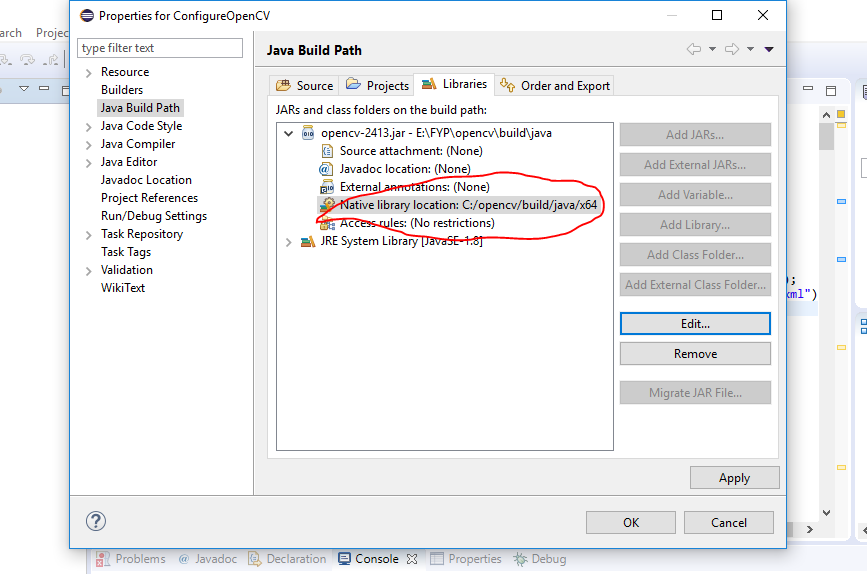 Properties for ConfigureOpenCV
arch Projec
type filter text
Resource
Builders
Java Build Path
Java Code Style
Java Compiler
Java Editor
Javadoc Location
Project References
Run/Debug Settings
Task Repository
Task Tags
Validation
WikiText
Java Build Path
Source Projects Libraries Order and Export
JARs and class folders on the build path:
opencv-2413.jar - E:\FYP\opencv\build\java
Source attachment: (None)
Javadoc location: (None)
External annotations: (None)
Native library location: C:/opencv/build/java/x64
Access rules: (No restrictions)
JRE System Library [JavaSE-1.8]
Add JARs...
Add External JARs...
Add Variable...
Add Library...
Add Class Folder...
Add External Class Folder...
Edit...
Remove
Migrate JAR File...
);
xml")
Apply
?
OK Cancel
Problems @ Javadoc Declaration Console Properties Debug